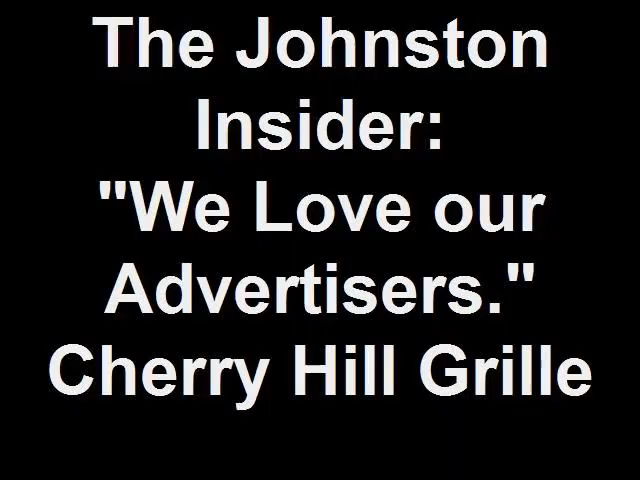 The Johnston
Insider:
"We Love our
Advertisers."
Cherry Hill Grille